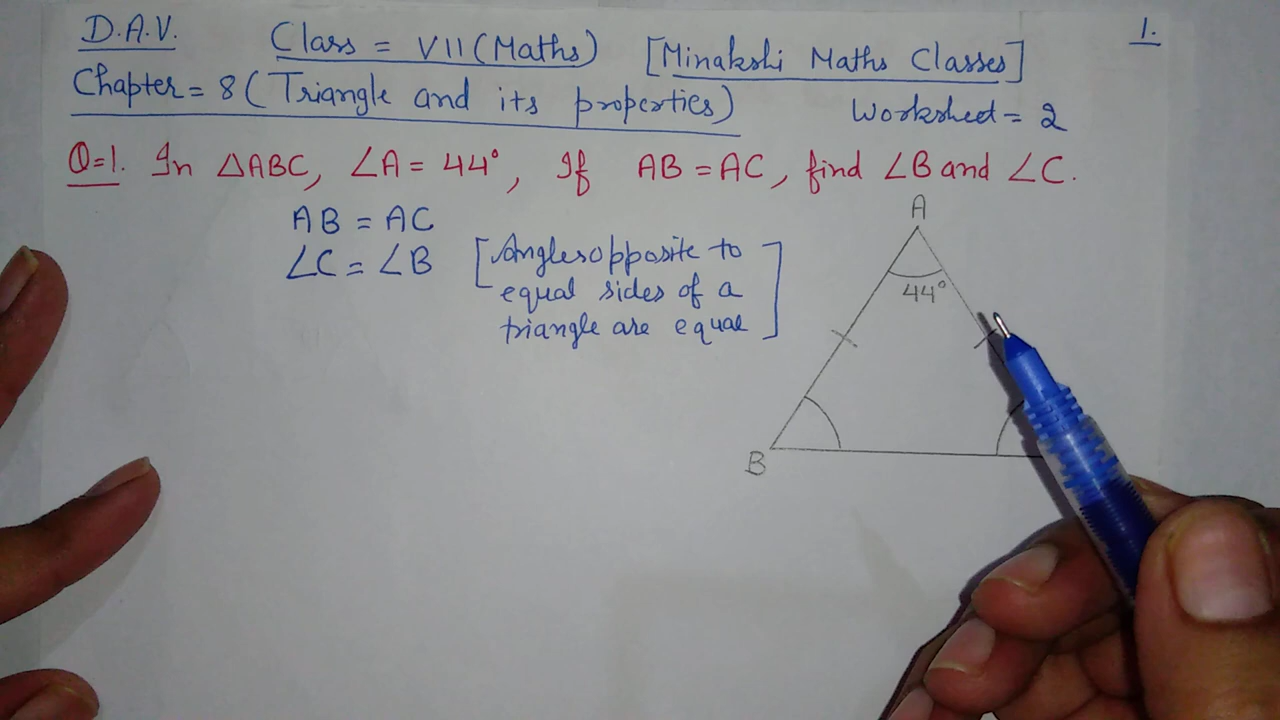 D.A.V. Class = VII (Maths) [Minakshi Maths Classes] 1.
Chapter = 8 (Triangle and its properties) Worksheet = 2
Q=1. In △ABC, ∠A = 44°, If AB = AC, find ∠B and ∠C.
AB = AC
∠C = ∠B [Angles opposite to
equal sides of a
triangle are equal]
A
44°
B